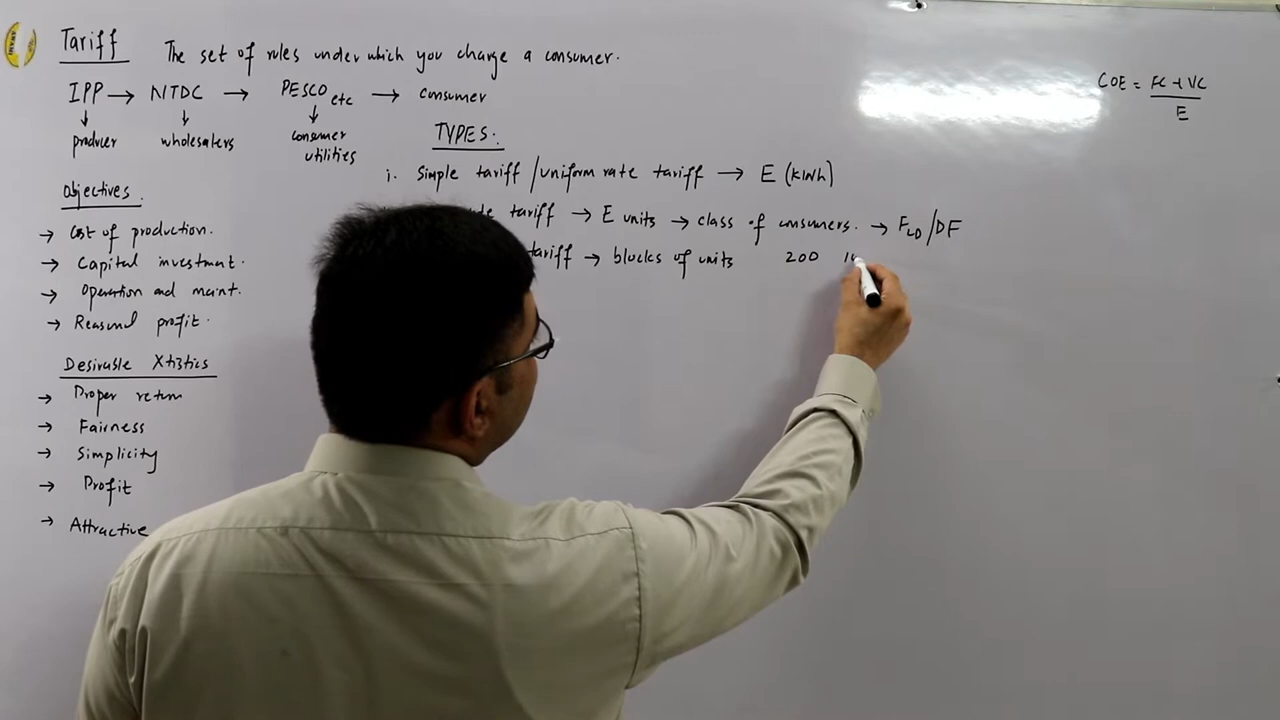 Tariff The set of rules under which you charge a consumer.
IPP → NTDC → PESCO etc → consumer
↓ ↓ ↓
producer wholesalers consumer utilities
COE = FC + VC / E
Objectives.
→ Cost of production.
→ Capital investment.
→ Operation and maint.
→ Reasonal profit.
Desirable Xtistics
→ Proper return
→ Fairness
→ Simplicity
→ Profit
→ Attractive
TYPES:
i. Simple tariff / uniform rate tariff → E (kWh)
tariff → E units → class of consumers. → FLD/DF
tariff → blocks of units 200